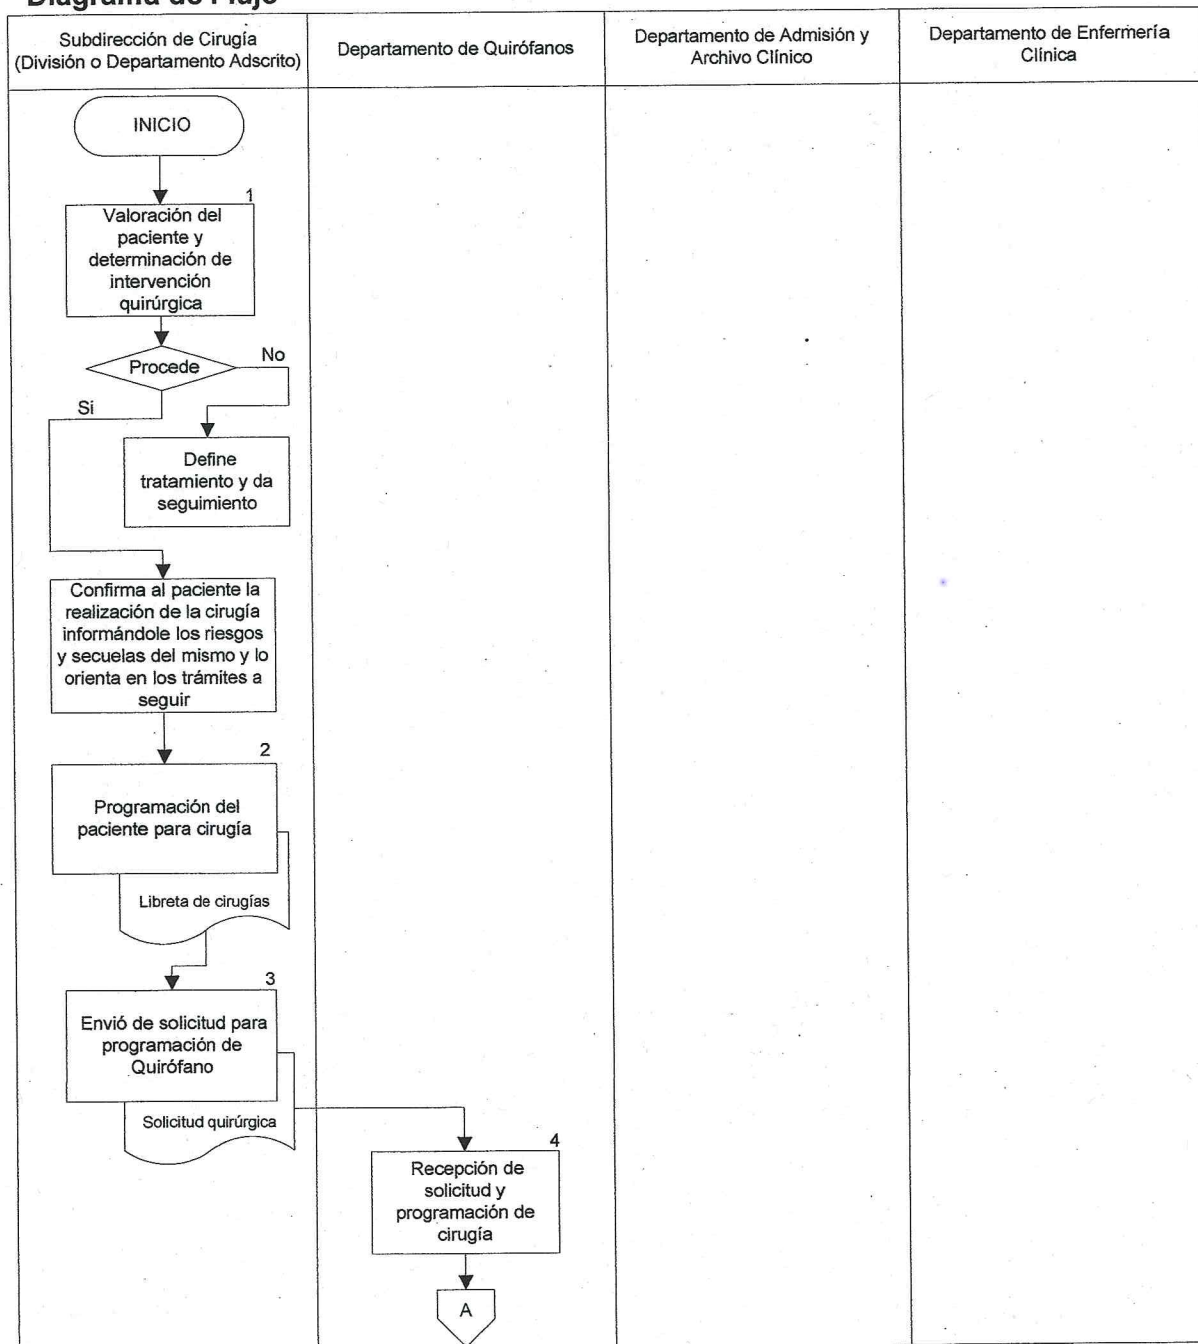 Diagrama de Flujo
Subdirección de Cirugía
(División o Departamento Adscrito)
Departamento de Quirófanos
Departamento de Admisión y
Archivo Clínico
Departamento de Enfermería
Clínica
INICIO
1
Valoración del
paciente y
determinación de
intervención
quirúrgica
Procede
No
Si
Define
tratamiento y da
seguimiento
Confirma al paciente la
realización de la cirugía
informándole los riesgos
y secuelas del mismo y lo
orienta en los trámites a
seguir
2
Programación del
paciente para cirugía
Libreta de cirugías
3
Envió de solicitud para
programación de
Quirófano
Solicitud quirúrgica
4
Recepción de
solicitud y
programación de
cirugía
A